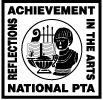 ACHIEVEMENT
REFLECTIONS
IN THE ARTS
NATIONAL PTA